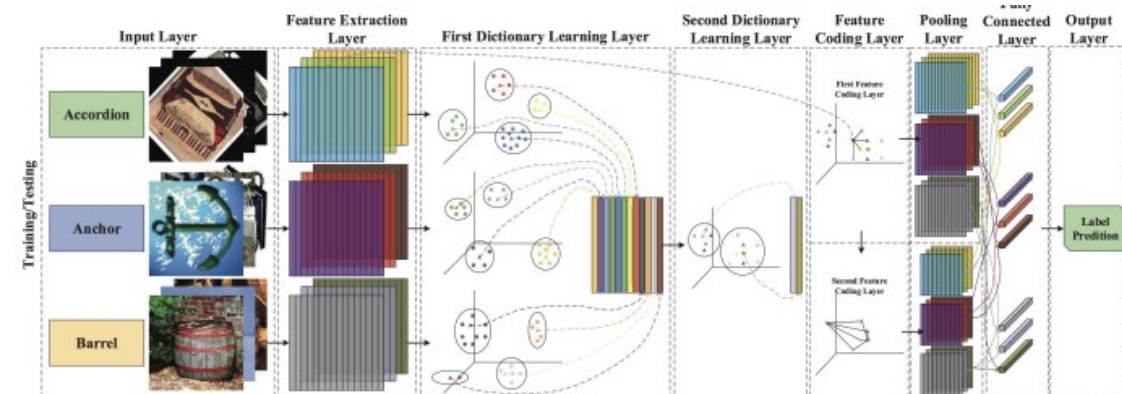 Input Layer
Feature Extraction
Layer
First Dictionary Learning Layer
Second Dictionary
Learning Layer
Feature
Coding Layer
Pooling
Layer
Fully
Connected
Layer
Output
Layer
Training/Testing
Accordion
Anchor
Barrel
First Feature
Coding Layer
Second Feature
Coding Layer
Label
Predition